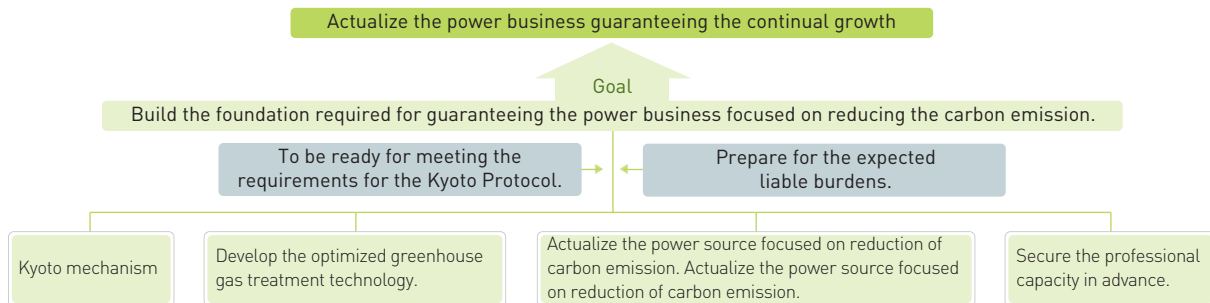 Actualize the power business guaranteeing the continual growth
Goal
Build the foundation required for guaranteeing the power business focused on reducing the carbon emission.
To be ready for meeting the
requirements for the Kyoto Protocol.
Prepare for the expected
liable burdens.
Kyoto mechanism
Develop the optimized greenhouse
gas treatment technology.
Actualize the power source focused on reduction of
carbon emission. Actualize the power source focused
on reduction of carbon emission.
Secure the professional
capacity in advance.